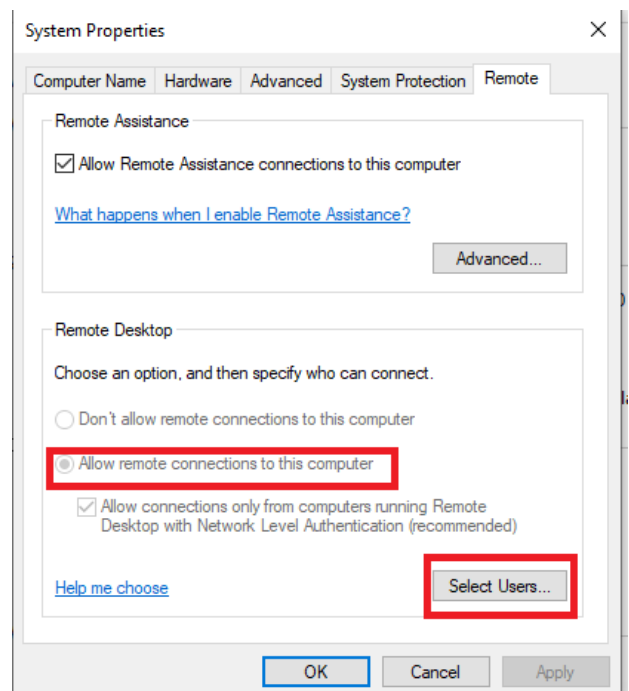 System Properties
Computer Name Hardware Advanced System Protection Remote
Remote Assistance
Allow Remote Assistance connections to this computer
What happens when I enable Remote Assistance?
Advanced...
Remote Desktop
Choose an option, and then specify who can connect.
Don't allow remote connections to this computer
Allow remote connections to this computer
Allow connections only from computers running Remote
Desktop with Network Level Authentication (recommended)
Help me choose
Select Users...
OK Cancel Apply